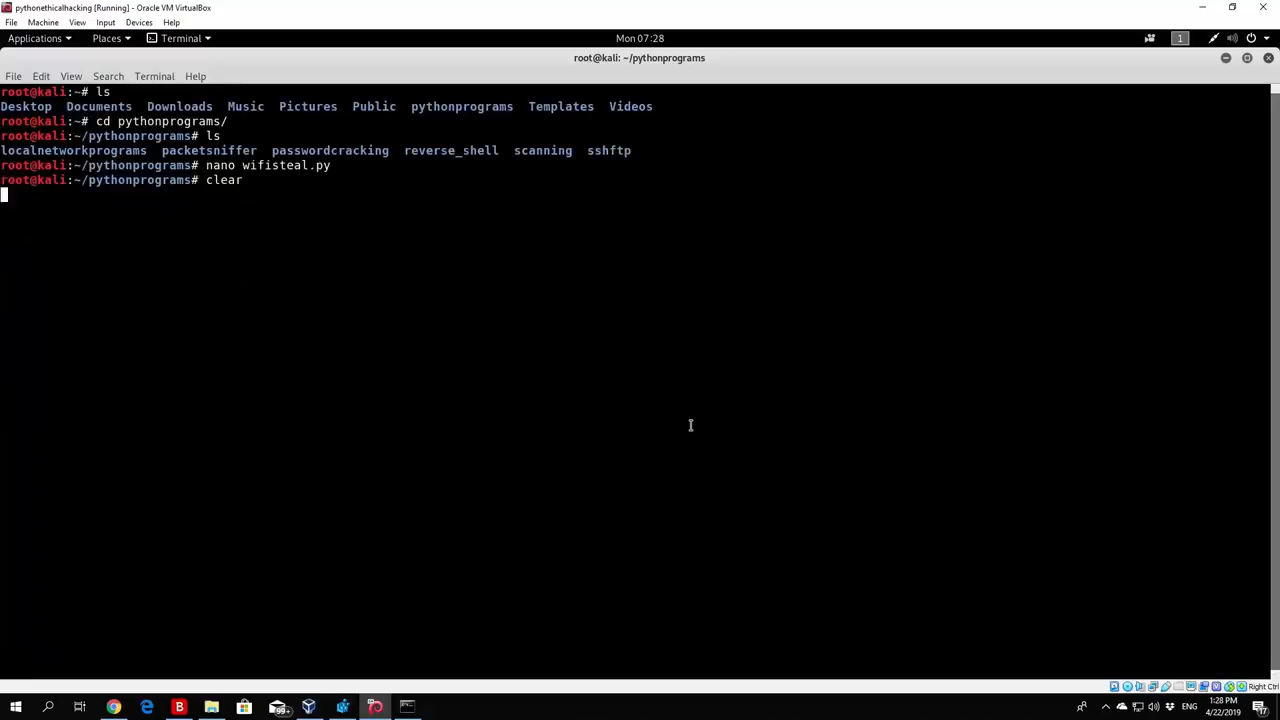 pythonethicalhacking [Running] - Oracle VM VirtualBox
File Machine View Input Devices Help
Applications Places Terminal Mon 07:28 1
root@kali: ~/pythonprograms
File Edit View Search Terminal Help
root@kali:~# ls
Desktop Documents Downloads Music Pictures Public pythonprograms Templates Videos
root@kali:~# cd pythonprograms/
root@kali:~/pythonprograms# ls
localnetworkprograms packetsniffer passwordcracking reverse_shell scanning sshftp
root@kali:~/pythonprograms# nano wifisteal.py
root@kali:~/pythonprograms# clear
Right Ctrl
B 99+ ENG 1:28 PM
4/22/2019 17